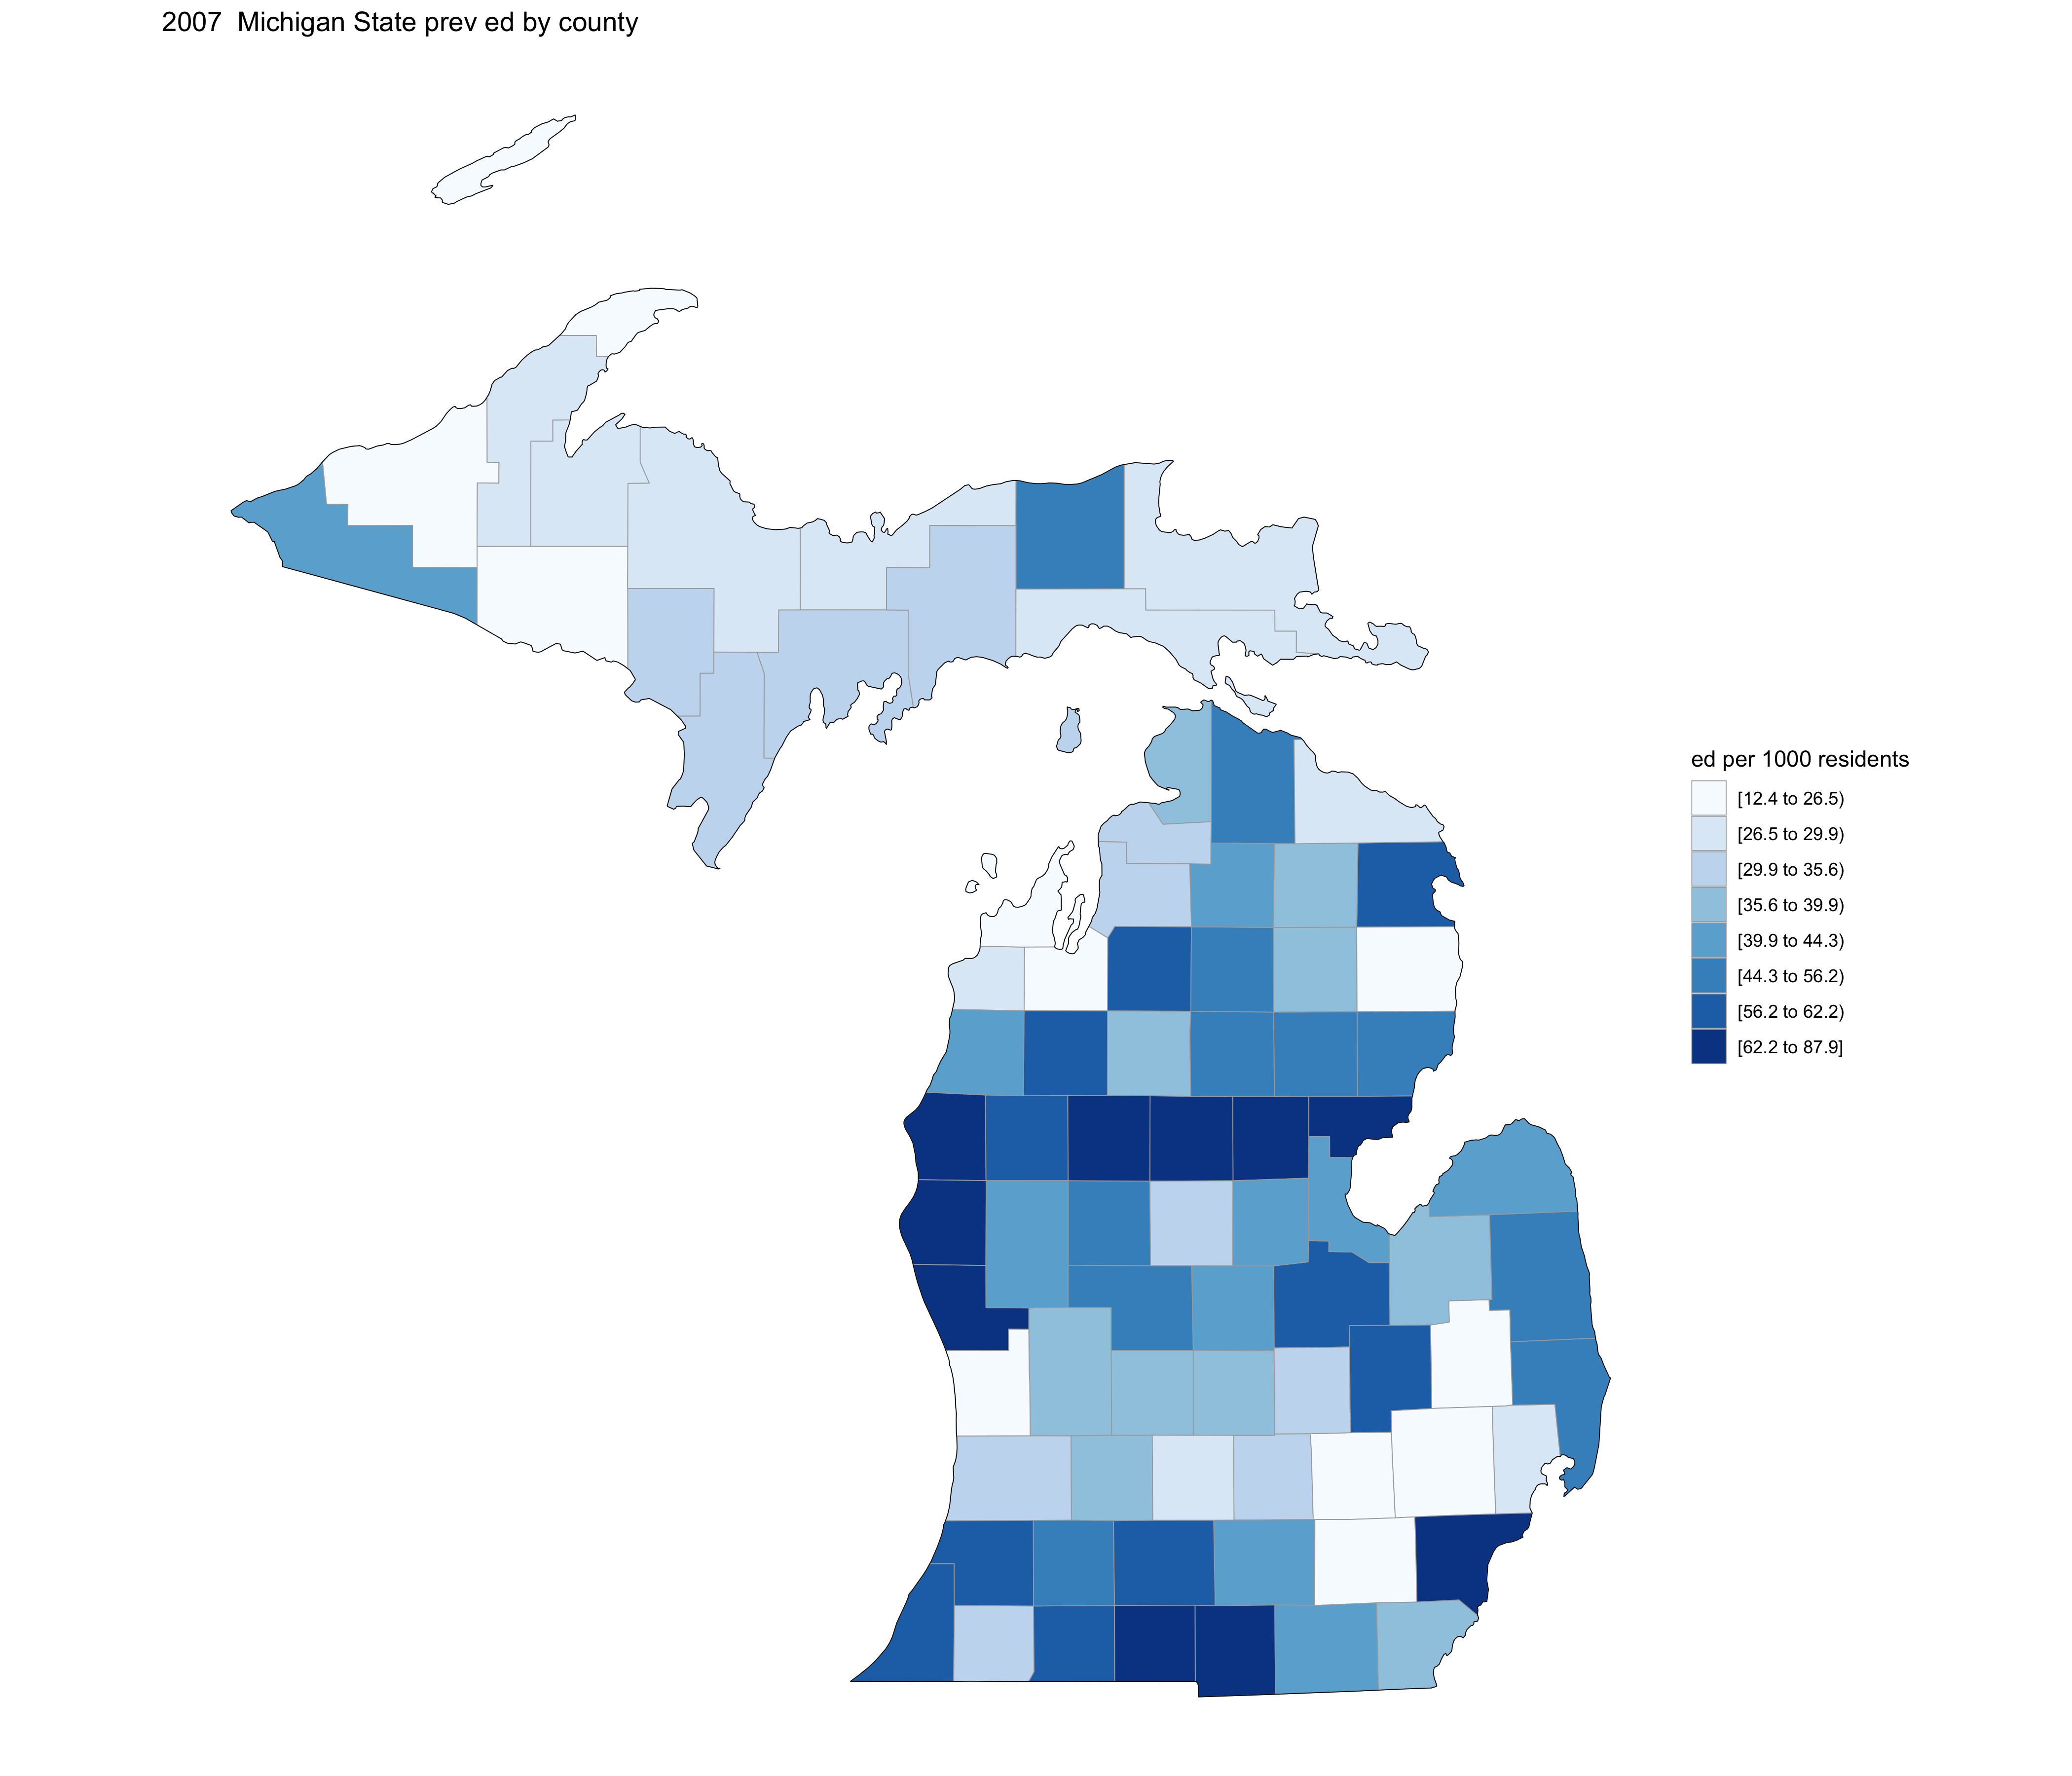 2007  Michigan State prev ed by county
ed per 1000 residents
[12.4 to 26.5)
[26.5 to 29.9)
[29.9 to 35.6)
[35.6 to 39.9)
[39.9 to 44.3)
[44.3 to 56.2)
[56.2 to 62.2)
[62.2 to 87.9]